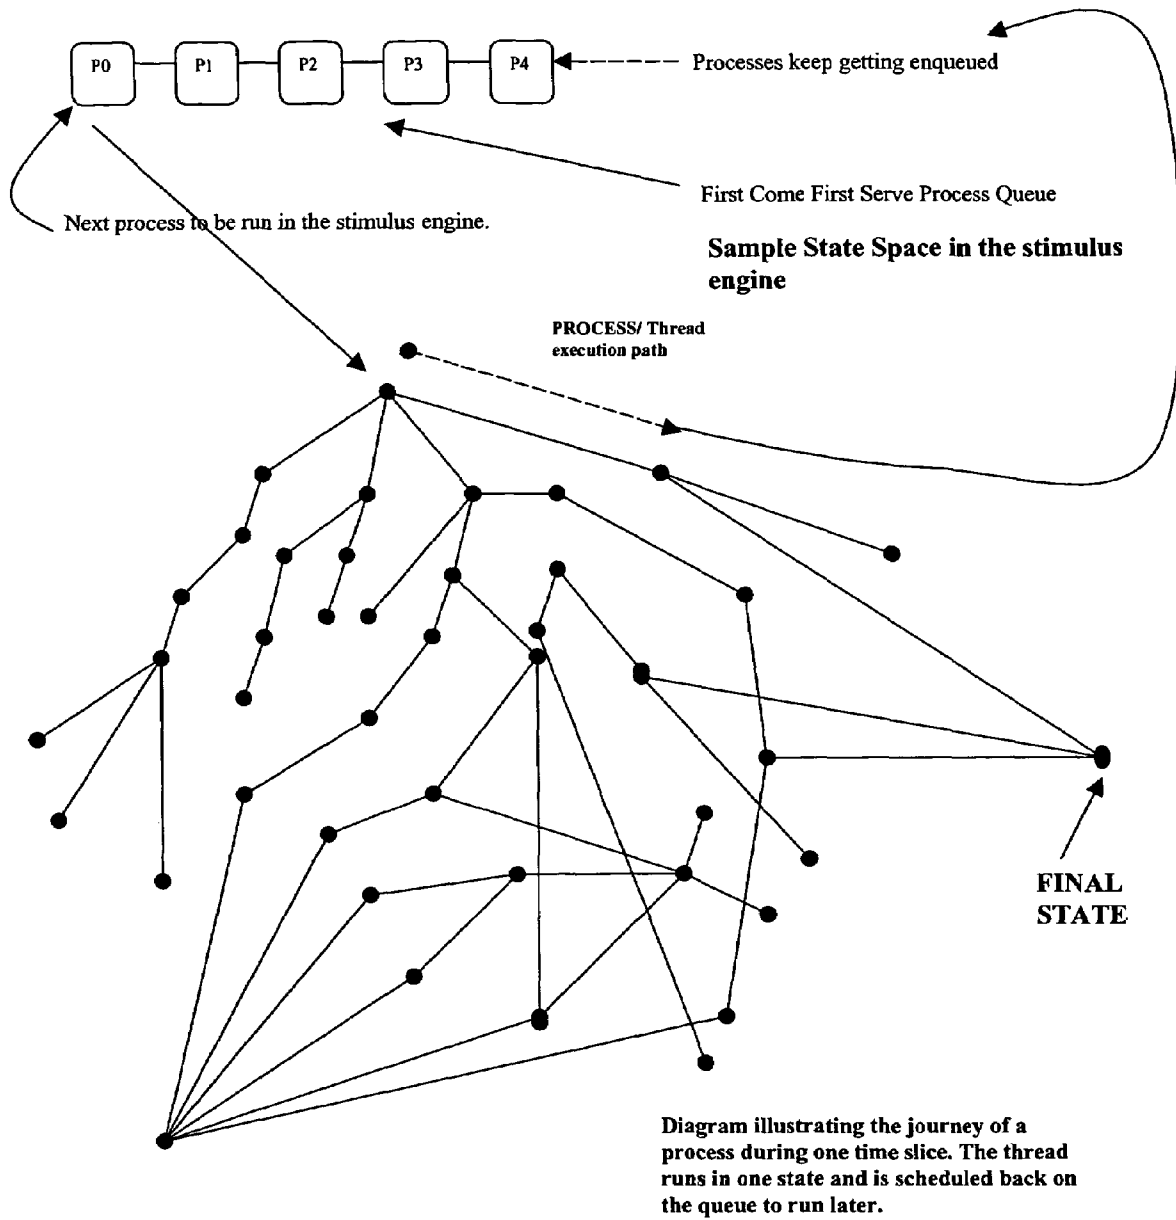 P0
P1
P2
P3
P4
Processes keep getting enqueued
First Come First Serve Process Queue
Next process to be run in the stimulus engine.
Sample State Space in the stimulus
engine
PROCESS/ Thread
execution path
FINAL
STATE
Diagram illustrating the journey of a
process during one time slice. The thread
runs in one state and is scheduled back on
the queue to run later.